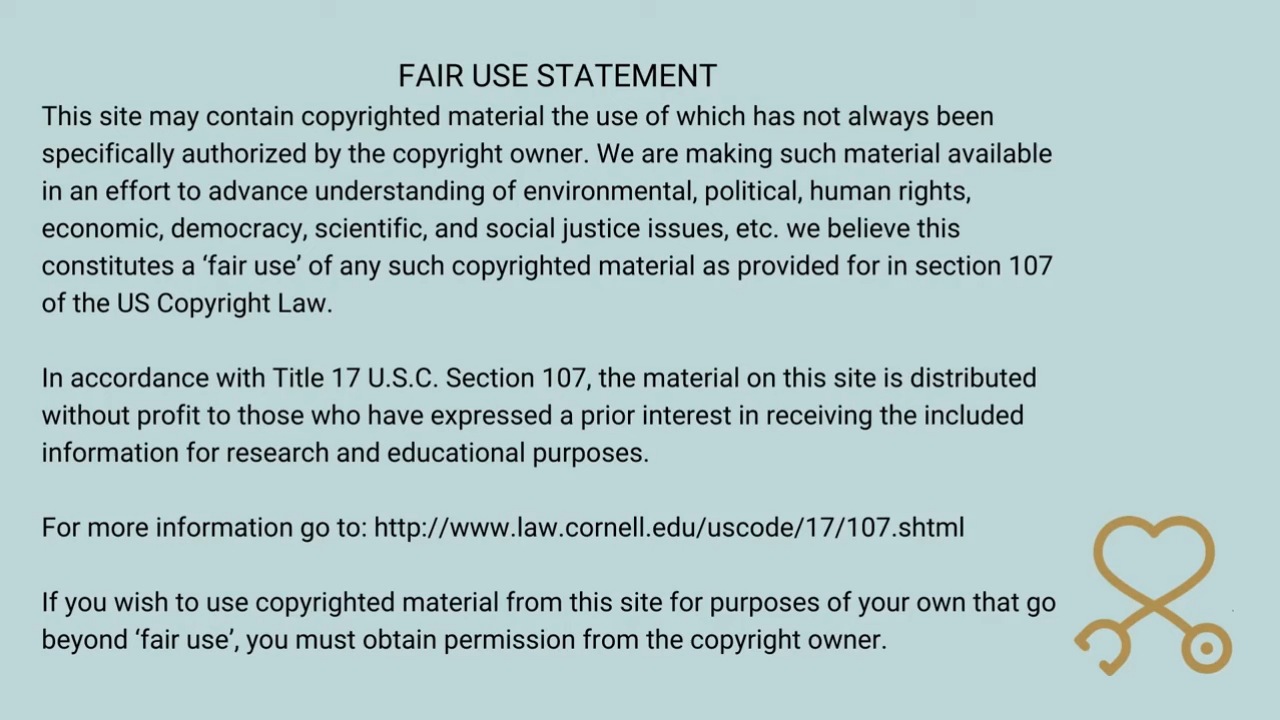 FAIR USE STATEMENT
This site may contain copyrighted material the use of which has not always been
specifically authorized by the copyright owner. We are making such material available
in an effort to advance understanding of environmental, political, human rights,
economic, democracy, scientific, and social justice issues, etc. we believe this
constitutes a ‘fair use’ of any such copyrighted material as provided for in section 107
of the US Copyright Law.
In accordance with Title 17 U.S.C. Section 107, the material on this site is distributed
without profit to those who have expressed a prior interest in receiving the included
information for research and educational purposes.
For more information go to: http://www.law.cornell.edu/uscode/17/107.shtml
If you wish to use copyrighted material from this site for purposes of your own that go
beyond ‘fair use’, you must obtain permission from the copyright owner.